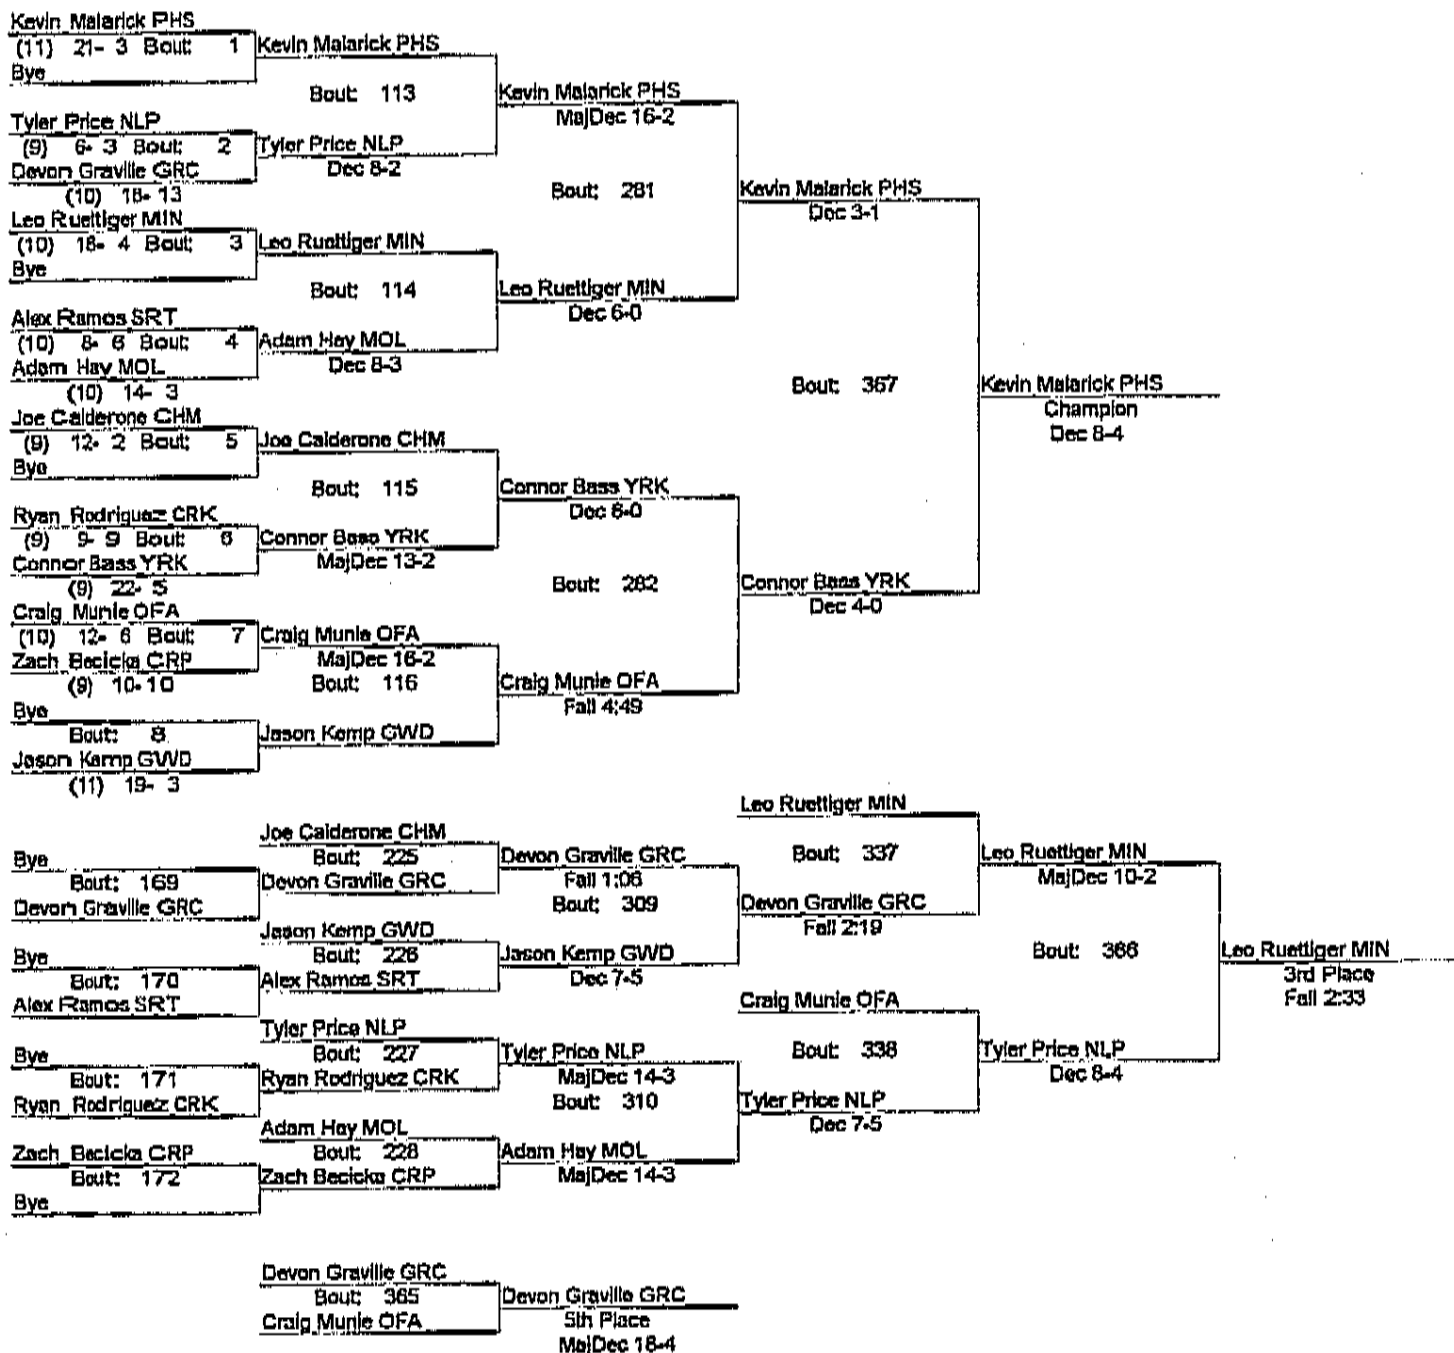 Kevin Malarick PHS
(11) 21- 3 Bout: 1
Bye
Kevin Malarick PHS
Bout: 113
Tyler Price NLP
(9) 6- 3 Bout: 2
Devon Graville GRC
(10) 18- 13
Tyler Price NLP
Dec 8-2
Kevin Malarick PHS
MajDec 16-2
Leo Ruettiger MIN
(10) 18- 4 Bout: 3
Bye
Leo Ruettiger MIN
Bout: 114
Alex Ramos SRT
(10) 8- 6 Bout: 4
Adam Hay MOL
(10) 14- 3
Adam Hay MOL
Dec 8-3
Leo Ruettiger MIN
Dec 6-0
Bout: 281
Kevin Malarick PHS
Dec 3-1
Joe Calderone CHM
(9) 12- 2 Bout: 5
Bye
Joe Calderone CHM
Bout: 115
Ryan Rodriguez CRK
(9) 9- 9 Bout: 6
Connor Bass YRK
(9) 22- 5
Connor Bass YRK
MajDec 13-2
Connor Bass YRK
Dec 6-0
Craig Munie OFA
(10) 12- 6 Bout: 7
Zach Becicka CRP
(9) 10- 10
Craig Munie OFA
MajDec 16-2
Bout: 116
Bye
Bout: 8
Jason Kemp GWD
(11) 19- 3
Jason Kemp GWD
Craig Munie OFA
Fall 4:49
Bout: 282
Connor Bass YRK
Dec 4-0
Bout: 367
Kevin Malarick PHS
Champion
Dec 8-4
Bye
Bout: 169
Devon Graville GRC
Joe Calderone CHM
Bout: 225
Devon Graville GRC
Devon Graville GRC
Fall 1:06
Bout: 309
Bye
Bout: 170
Alex Ramos SRT
Jason Kemp GWD
Bout: 226
Alex Ramos SRT
Jason Kemp GWD
Dec 7-5
Leo Ruettiger MIN
Bout: 337
Devon Graville GRC
Fall 2:19
Leo Ruettiger MIN
MajDec 10-2
Bye
Bout: 171
Ryan Rodriguez CRK
Tyler Price NLP
Bout: 227
Ryan Rodriguez CRK
Tyler Price NLP
MajDec 14-3
Bout: 310
Zach Becicka CRP
Bout: 172
Bye
Adam Hay MOL
Bout: 228
Zach Becicka CRP
Adam Hay MOL
MajDec 14-3
Craig Munie OFA
Bout: 338
Tyler Price NLP
Dec 7-5
Tyler Price NLP
Dec 8-4
Bout: 366
Leo Ruettiger MIN
3rd Place
Fall 2:33
Devon Graville GRC
Bout: 365
Craig Munie OFA
Devon Graville GRC
5th Place
MajDec 18-4